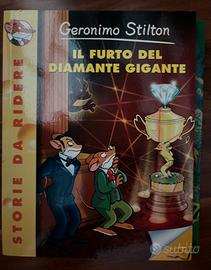 Geronimo Stilton
IL FURTO DEL
DIAMANTE GIGANTE
STORIE DA RIDERE
subito